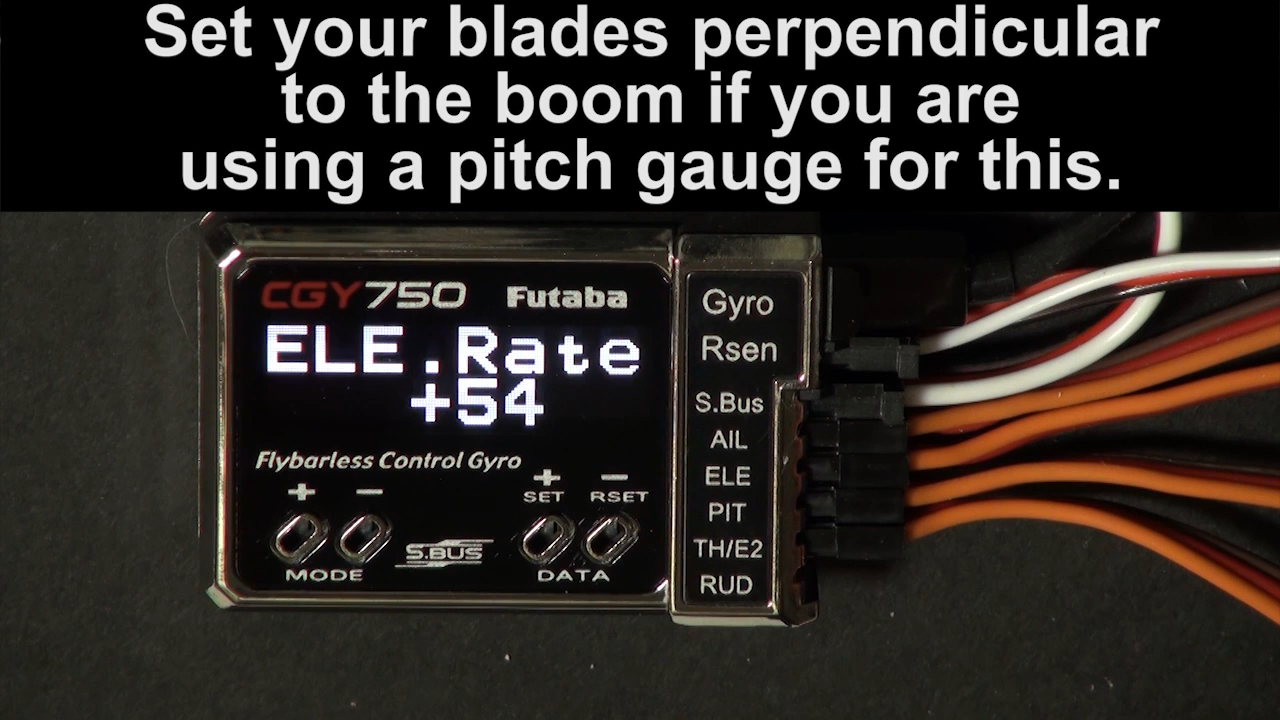 Set your blades perpendicular
to the boom if you are
using a pitch gauge for this.
CGY750 Futaba
ELE.Rate
+54
Flybarless Control Gyro
+ − + −
SET RSET
S.BUS
MODE DATA
Gyro
Rsen
S.Bus
AIL
ELE
PIT
TH/E2
RUD